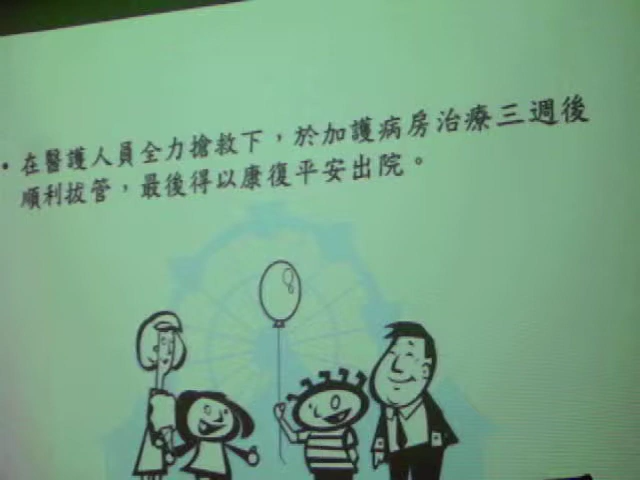 • 在醫護人員全力搶救下，於加護病房治療三週後
順利拔管，最後得以康復平安出院。